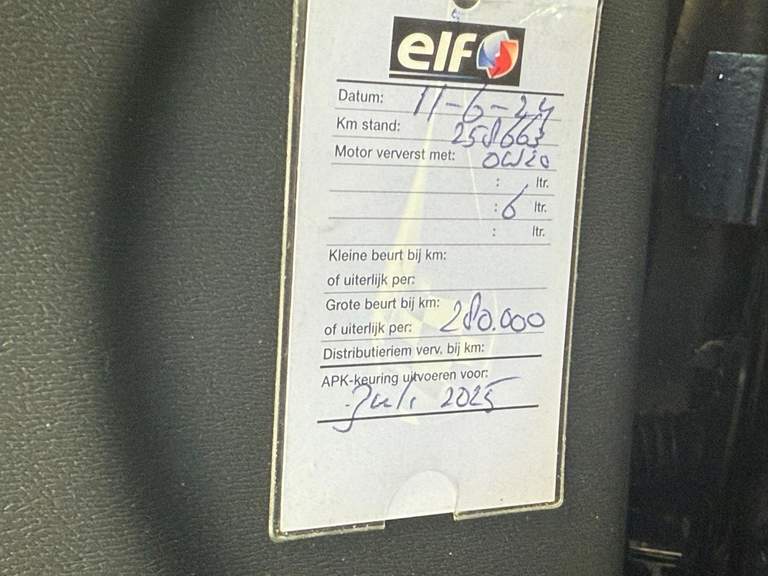 elf
Datum: 11-6-24
Km stand: 258663
Motor ververst met: 0W20
: ltr.
: 6 ltr.
: ltr.
Kleine beurt bij km:
of uiterlijk per:
Grote beurt bij km: 280.000
of uiterlijk per:
Distributieriem verv. bij km:
APK-keuring uitvoeren voor:
Juli 2025